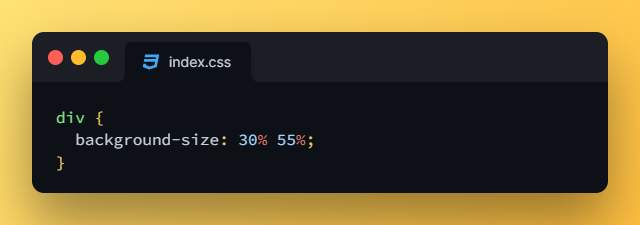 index.css
div {
  background-size: 30% 55%;
}